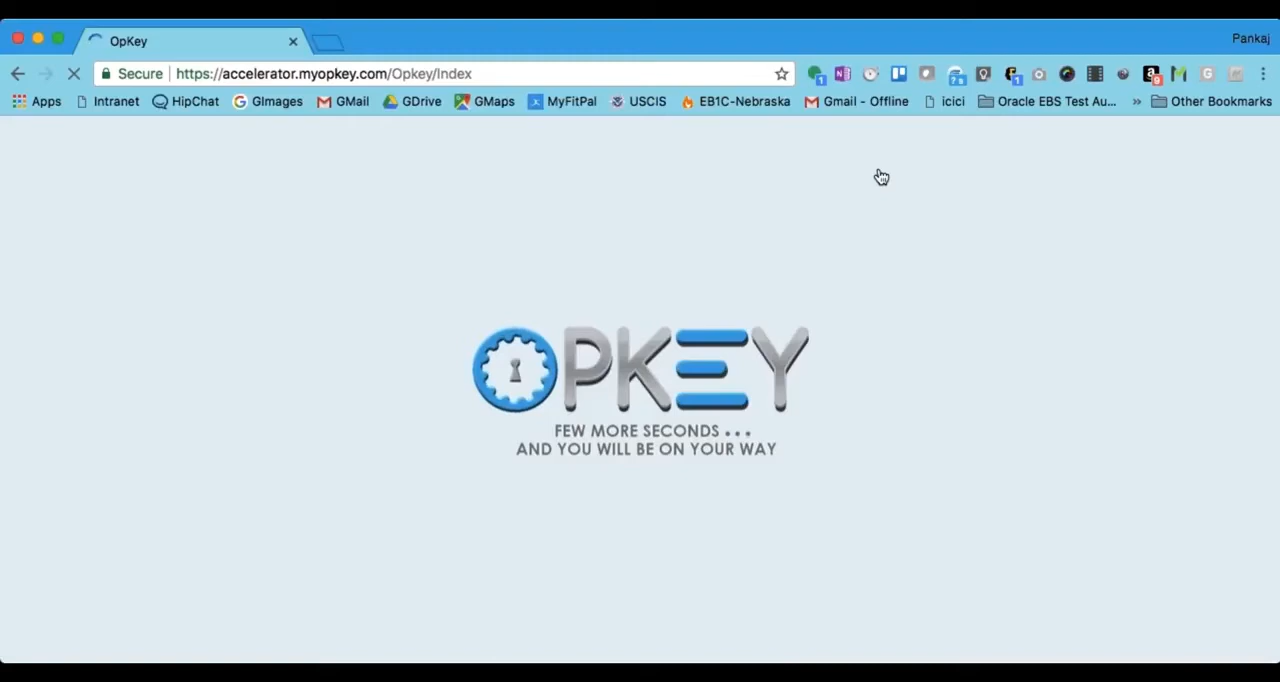 OpKey
Pankaj
Secure https://accelerator.myopkey.com/Opkey/Index
Apps Intranet HipChat GImages GMail GDrive GMaps MyFitPal USCIS EB1C-Nebraska Gmail - Offline icici Oracle EBS Test Au... » Other Bookmarks
OPKEY
FEW MORE SECONDS • • •
AND YOU WILL BE ON YOUR WAY